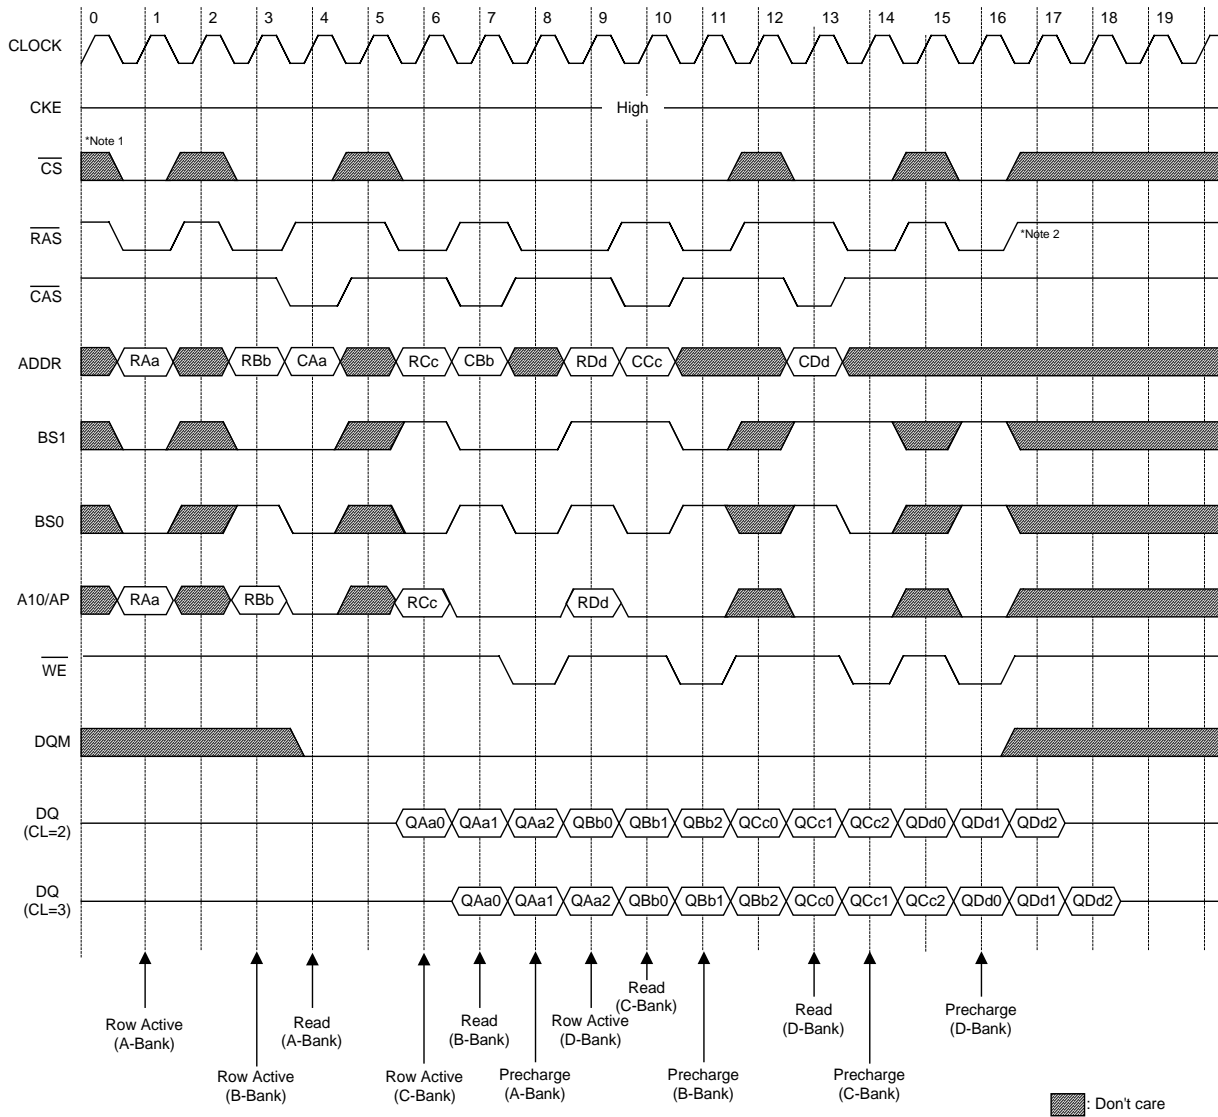 0 1 2 3 4 5 6 7 8 9 10 11 12 13 14 15 16 17 18 19
CLOCK
CKE High
*Note 1
CS
RAS *Note 2
CAS
ADDR RAa RBb CAa RCc CBb RDd CCc CDd
BS1
BS0
A10/AP RAa RBb RCc RDd
WE
DQM
DQ
(CL=2) QAa0 QAa1 QAa2 QBb0 QBb1 QBb2 QCc0 QCc1 QCc2 QDd0 QDd1 QDd2
DQ
(CL=3) QAa0 QAa1 QAa2 QBb0 QBb1 QBb2 QCc0 QCc1 QCc2 QDd0 QDd1 QDd2
Row Active
(A-Bank)
Row Active
(B-Bank)
Read
(A-Bank)
Row Active
(C-Bank)
Read
(B-Bank)
Precharge
(A-Bank)
Row Active
(D-Bank)
Read
(C-Bank)
Precharge
(B-Bank)
Read
(D-Bank)
Precharge
(C-Bank)
Precharge
(D-Bank)
: Don't care